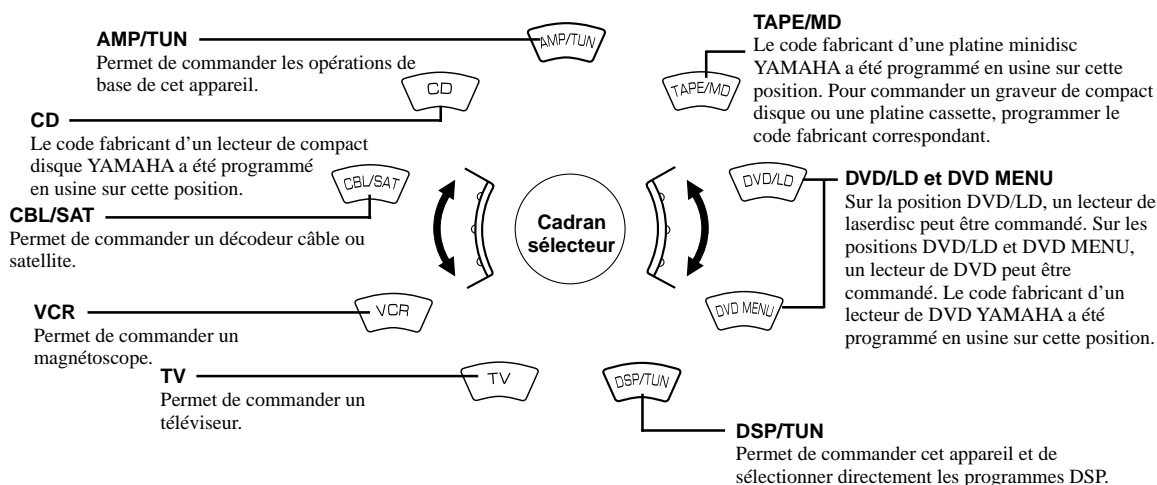 AMP/TUN
Permet de commander les opérations de
base de cet appareil.
CD
Le code fabricant d'un lecteur de compact
disque YAMAHA a été programmé
en usine sur cette position.
CBL/SAT
Permet de commander un décodeur câble ou
satellite.
VCR
Permet de commander un
magnétoscope.
TV
Permet de commander un
téléviseur.
AMP/TUN
CD
CBL/SAT
VCR
TV
Cadran
sélecteur
TAPE/MD
DVD/LD
DVD MENU
DSP/TUN
TAPE/MD
Le code fabricant d'une platine minidisc
YAMAHA a été programmé en usine sur cette
position. Pour commander un graveur de compact
disque ou une platine cassette, programmer le
code fabricant correspondant.
DVD/LD et DVD MENU
Sur la position DVD/LD, un lecteur de
laserdisc peut être commandé. Sur les
positions DVD/LD et DVD MENU,
un lecteur de DVD peut être
commandé. Le code fabricant d'un
lecteur de DVD YAMAHA a été
programmé en usine sur cette position.
DSP/TUN
Permet de commander cet appareil et de
sélectionner directement les programmes DSP.